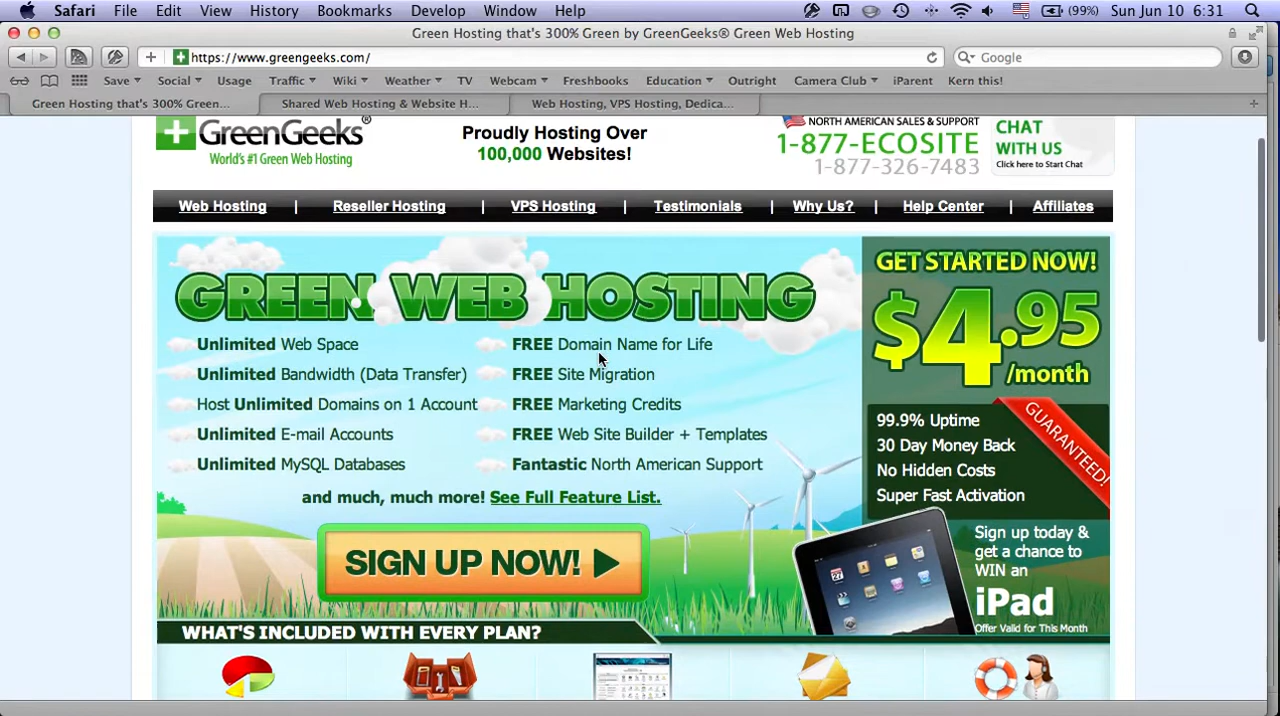 Safari File Edit View History Bookmarks Develop Window Help (99%) Sun Jun 10 6:31
Green Hosting that's 300% Green by GreenGeeks® Green Web Hosting
https://www.greengeeks.com/ Google
Save Social Usage Traffic Wiki Weather TV Webcam Freshbooks Education Outright Camera Club iParent Kern this!
Green Hosting that's 300% Green... Shared Web Hosting & Website H... Web Hosting, VPS Hosting, Dedica...
GreenGeeks®
World's #1 Green Web Hosting
Proudly Hosting Over
100,000 Websites!
NORTH AMERICAN SALES & SUPPORT
1-877-ECOSITE
1-877-326-7483
CHAT
WITH US
Click here to Start Chat
Web Hosting | Reseller Hosting | VPS Hosting | Testimonials | Why Us? | Help Center | Affiliates
GREEN WEB HOSTING
Unlimited Web Space
Unlimited Bandwidth (Data Transfer)
Host Unlimited Domains on 1 Account
Unlimited E-mail Accounts
Unlimited MySQL Databases
FREE Domain Name for Life
FREE Site Migration
FREE Marketing Credits
FREE Web Site Builder + Templates
Fantastic North American Support
and much, much more! See Full Feature List.
SIGN UP NOW!
GET STARTED NOW!
$4.95
/month
99.9% Uptime
30 Day Money Back
No Hidden Costs
Super Fast Activation
GUARANTEED!
Sign up today &
get a chance to
WIN an
iPad
Offer Valid for This Month
WHAT'S INCLUDED WITH EVERY PLAN?